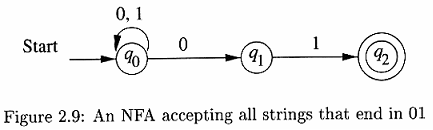 0, 1
Start
0
1
q0
q1
q2
Figure 2.9: An NFA accepting all strings that end in 01